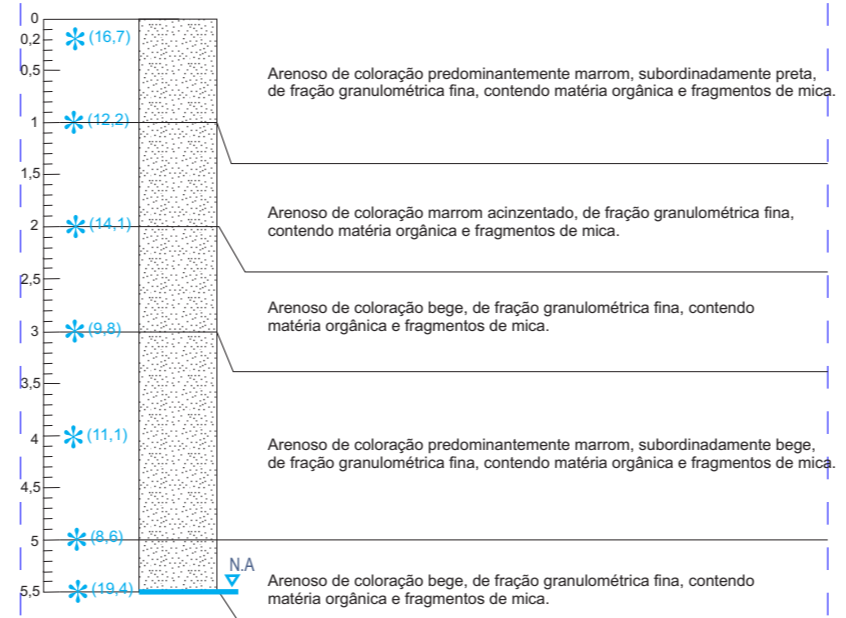 0
0,2
(16,7)
0,5
Arenoso de coloração predominantemente marrom, subordinadamente preta,
de fração granulométrica fina, contendo matéria orgânica e fragmentos de mica.
1
(12,2)
1,5
Arenoso de coloração marrom acinzentado, de fração granulométrica fina,
contendo matéria orgânica e fragmentos de mica.
2
(14,1)
2,5
Arenoso de coloração bege, de fração granulométrica fina, contendo
matéria orgânica e fragmentos de mica.
3
(9,8)
3,5
4
(11,1)
Arenoso de coloração predominantemente marrom, subordinadamente bege,
de fração granulométrica fina, contendo matéria orgânica e fragmentos de mica.
4,5
5
(8,6)
N.A
5,5
(19,4)
Arenoso de coloração bege, de fração granulométrica fina, contendo
matéria orgânica e fragmentos de mica.